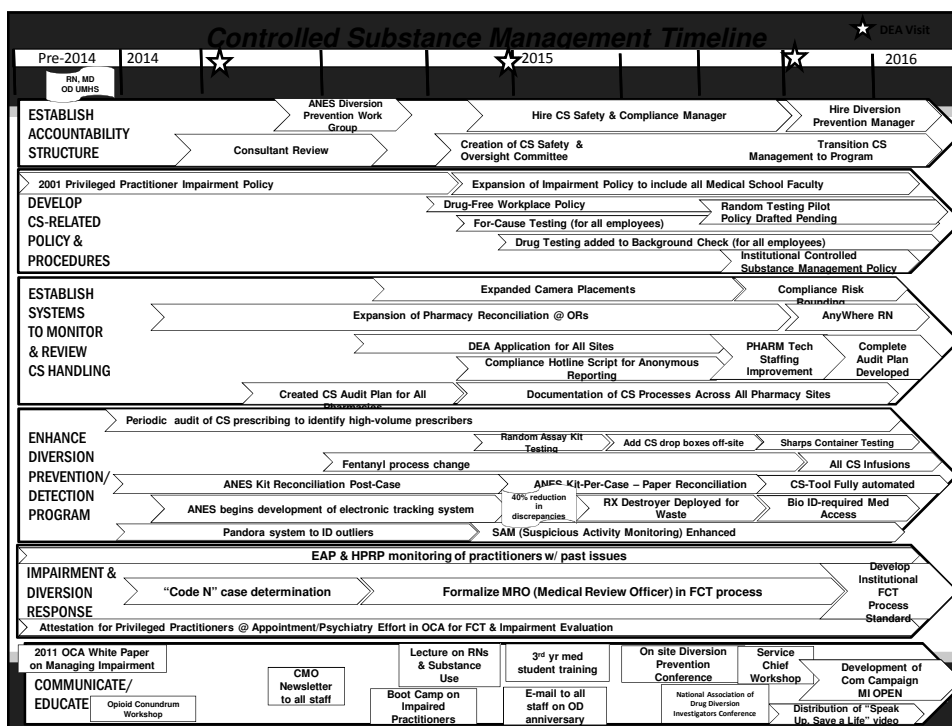 Controlled Substance Management Timeline
DEA Visit
Pre-2014
2014
2015
2016
RN, MD
OD UMHS
ESTABLISH
ACCOUNTABILITY
STRUCTURE
ANES Diversion
Prevention Work
Group
Hire CS Safety & Compliance Manager
Hire Diversion
Prevention Manager
Consultant Review
Creation of CS Safety &
Oversight Committee
Transition CS
Management to Program
2001 Privileged Practitioner Impairment Policy
Expansion of Impairment Policy to include all Medical School Faculty
DEVELOP
CS-RELATED
POLICY &
PROCEDURES
Drug-Free Workplace Policy
Random Testing Pilot
Policy Drafted Pending
For-Cause Testing (for all employees)
Drug Testing added to Background Check (for all employees)
Institutional Controlled
Substance Management Policy
ESTABLISH
SYSTEMS
TO MONITOR
& REVIEW
CS HANDLING
Expanded Camera Placements
Compliance Risk
Rounding
Expansion of Pharmacy Reconciliation @ ORs
AnyWhere RN
DEA Application for All Sites
PHARM Tech
Staffing
Improvement
Complete
Audit Plan
Developed
Compliance Hotline Script for Anonymous
Reporting
Created CS Audit Plan for All
Pharmacies
Documentation of CS Processes Across All Pharmacy Sites
Periodic audit of CS prescribing to identify high-volume prescribers
ENHANCE
DIVERSION
PREVENTION/
DETECTION
PROGRAM
Random Assay Kit
Testing
Add CS drop boxes off-site
Sharps Container Testing
Fentanyl process change
All CS Infusions
ANES Kit Reconciliation Post-Case
ANES Kit-Per-Case – Paper Reconciliation
CS-Tool Fully automated
ANES begins development of electronic tracking system
40% reduction
in
discrepancies
RX Destroyer Deployed for
Waste
Bio ID-required Med
Access
Pandora system to ID outliers
SAM (Suspicious Activity Monitoring) Enhanced
EAP & HPRP monitoring of practitioners w/ past issues
IMPAIRMENT &
DIVERSION
RESPONSE
"Code N" case determination
Formalize MRO (Medical Review Officer) in FCT process
Develop
Institutional
FCT
Process
Standard
Attestation for Privileged Practitioners @ Appointment/Psychiatry Effort in OCA for FCT & Impairment Evaluation
2011 OCA White Paper
on Managing Impairment
COMMUNICATE/
EDUCATE
Opioid Conundrum
Workshop
CMO
Newsletter
to all staff
Lecture on RNs
& Substance
Use
Boot Camp on
Impaired
Practitioners
3rd yr med
student training
E-mail to all
staff on OD
anniversary
On site Diversion
Prevention
Conference
National Association of
Drug Diversion
Investigators Conference
Service
Chief
Workshop
Development of
Com Campaign
MI OPEN
Distribution of "Speak
Up, Save a Life" video